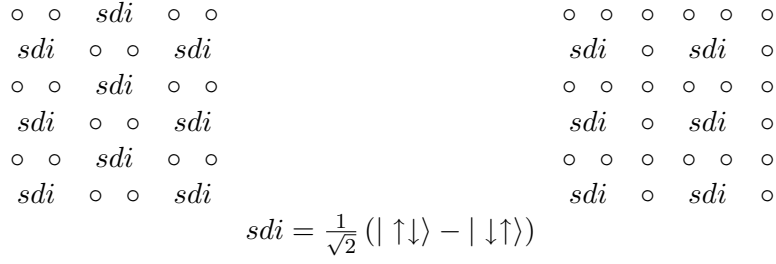 ∘ ∘ sdi ∘ ∘ ∘ ∘ ∘ ∘ ∘ ∘
sdi ∘ ∘ sdi sdi ∘ sdi ∘
∘ ∘ sdi ∘ ∘ ∘ ∘ ∘ ∘ ∘ ∘
sdi ∘ ∘ sdi sdi ∘ sdi ∘
∘ ∘ sdi ∘ ∘ ∘ ∘ ∘ ∘ ∘ ∘
sdi ∘ ∘ sdi sdi ∘ sdi ∘
sdi = 1/√2 (| ↑↓⟩ − | ↓↑⟩)